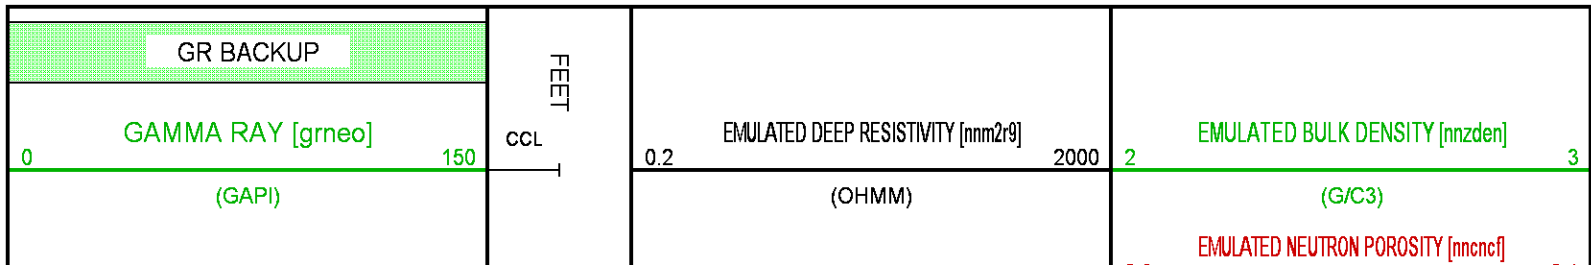 GR BACKUP
GAMMA RAY [grneo]
0 150
(GAPI)
FEET
CCL
EMULATED DEEP RESISTIVITY [nnm2r9]
0.2 2000
(OHMM)
EMULATED BULK DENSITY [nnzden]
2 3
(G/C3)
EMULATED NEUTRON POROSITY [nncncf]